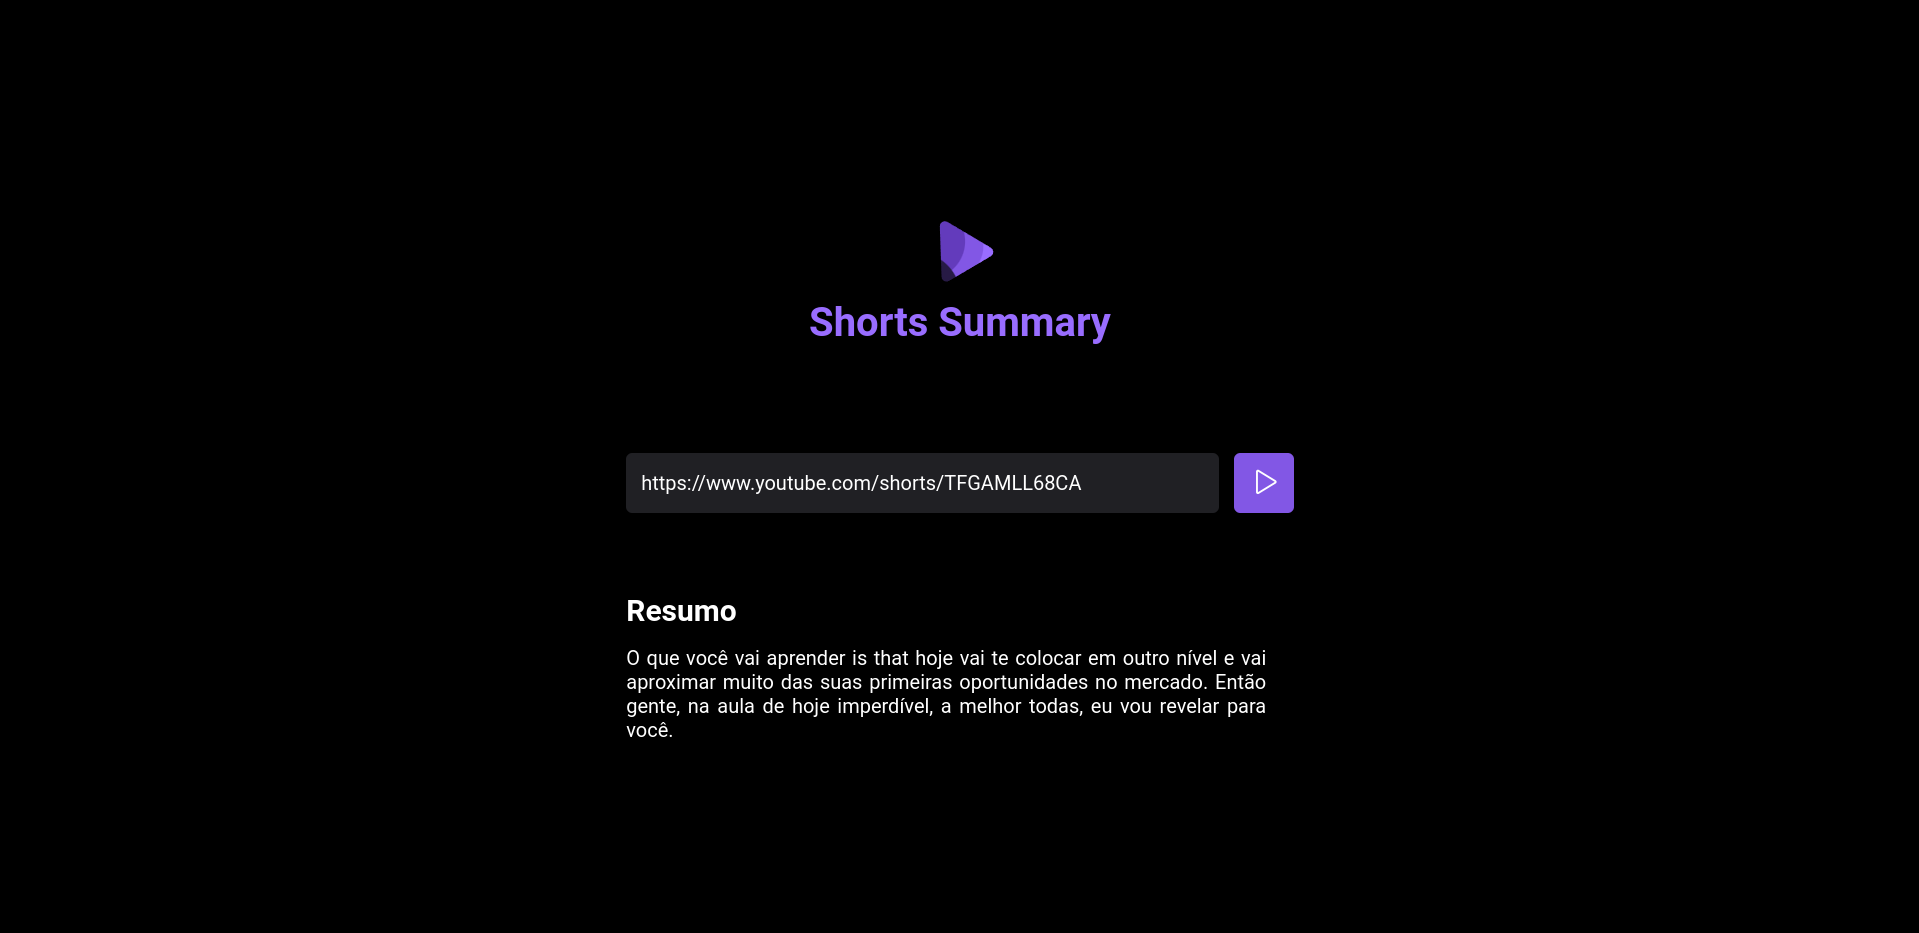 Shorts Summary
https://www.youtube.com/shorts/TFGAMLL68CA
Resumo
O que você vai aprender is that hoje vai te colocar em outro nível e vai
aproximar muito das suas primeiras oportunidades no mercado. Então
gente, na aula de hoje imperdível, a melhor todas, eu vou revelar para
você.